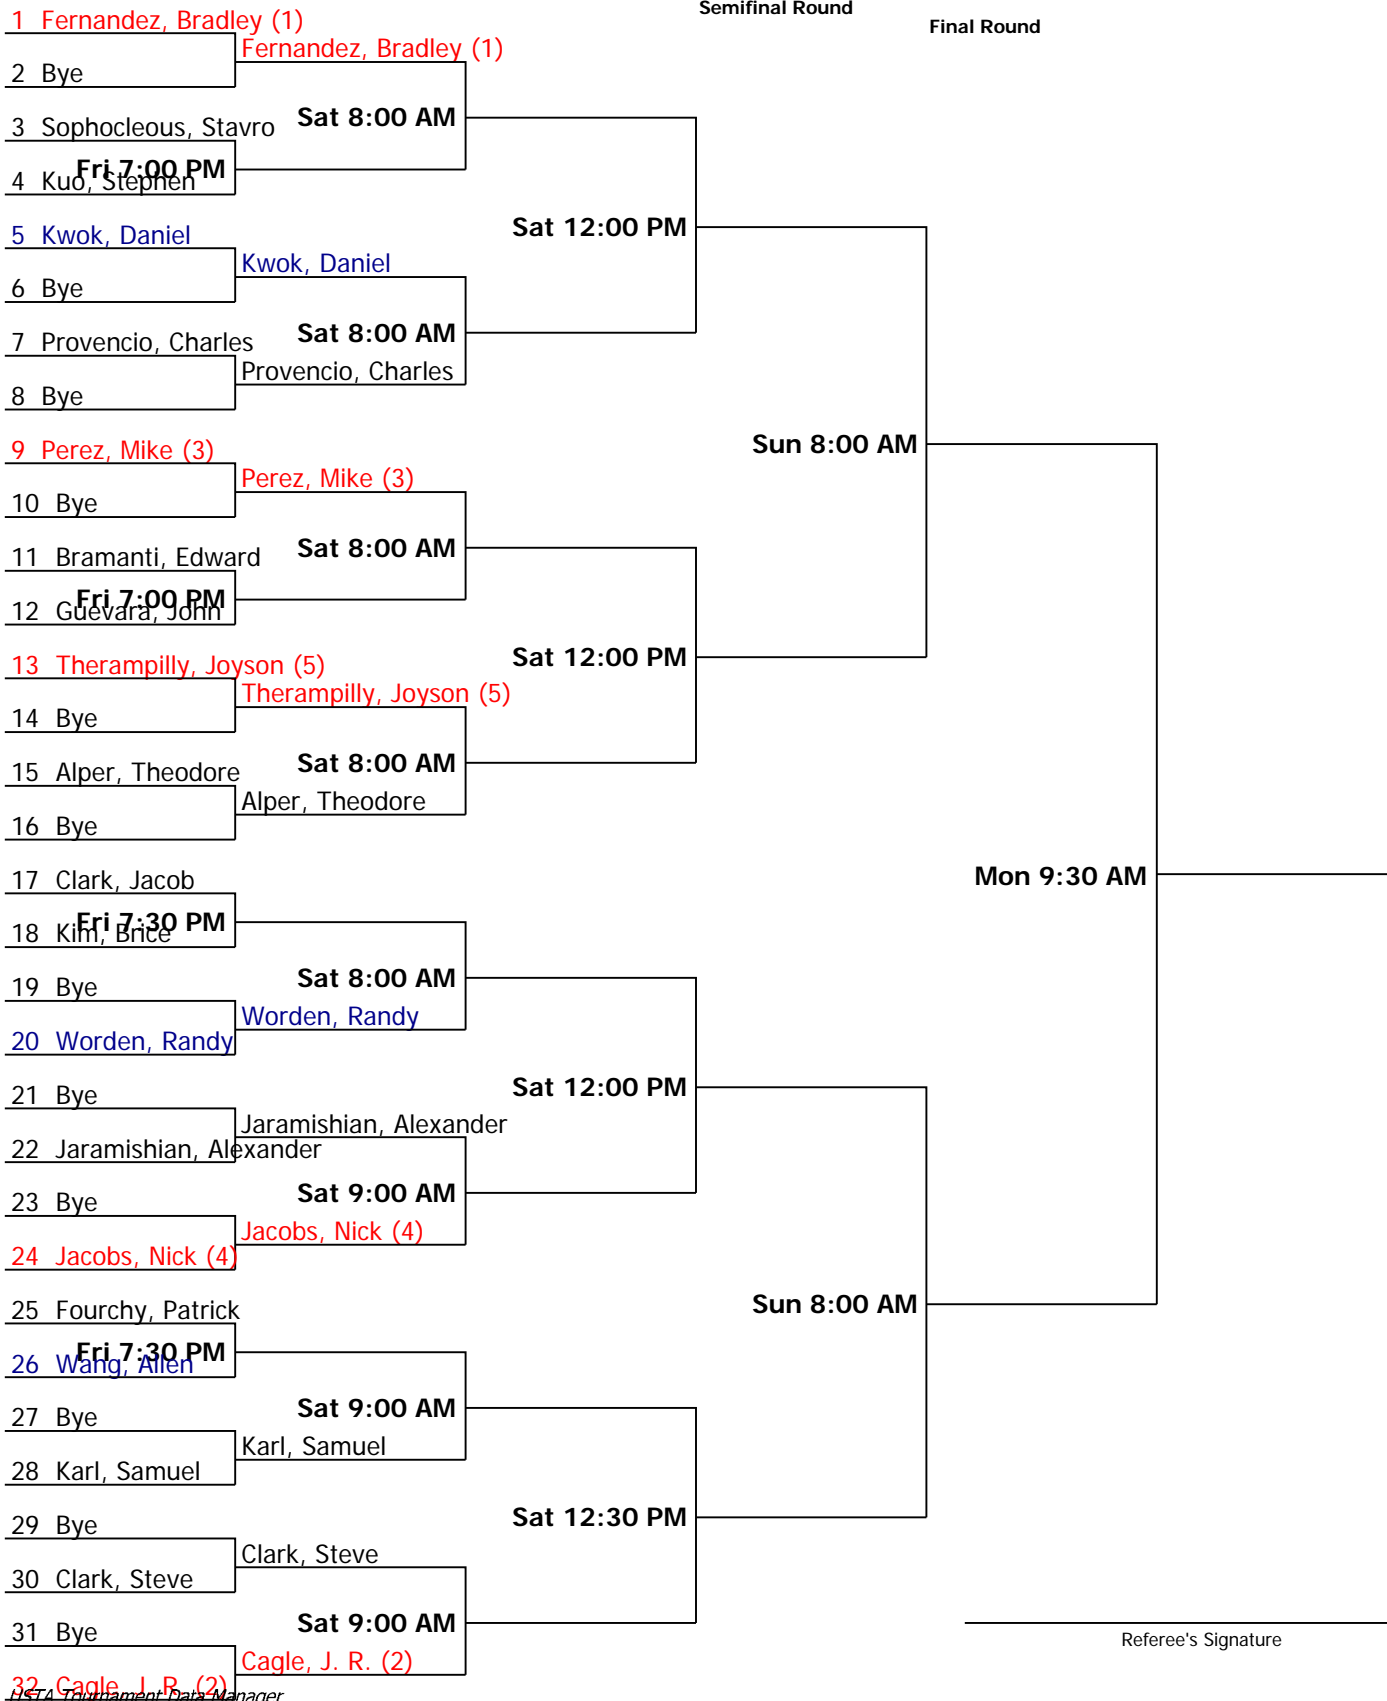 Semifinal Round
Final Round
1 Fernandez, Bradley (1)
Fernandez, Bradley (1)
2 Bye
Sat 8:00 AM
3 Sophocleous, Stavro
Fri 7:00 PM
4 Kuo, Stephen
Sat 12:00 PM
5 Kwok, Daniel
Kwok, Daniel
6 Bye
Sat 8:00 AM
7 Provencio, Charles
Provencio, Charles
8 Bye
Sun 8:00 AM
9 Perez, Mike (3)
Perez, Mike (3)
10 Bye
Sat 8:00 AM
11 Bramanti, Edward
Fri 7:00 PM
12 Guevara, John
Sat 12:00 PM
13 Therampilly, Joyson (5)
Therampilly, Joyson (5)
14 Bye
Sat 8:00 AM
15 Alper, Theodore
Alper, Theodore
16 Bye
Mon 9:30 AM
17 Clark, Jacob
Fri 7:30 PM
18 Kim, Brice
Sat 8:00 AM
19 Bye
Worden, Randy
20 Worden, Randy
Sat 12:00 PM
21 Bye
Jaramishian, Alexander
22 Jaramishian, Alexander
Sat 9:00 AM
23 Bye
Jacobs, Nick (4)
24 Jacobs, Nick (4)
Sun 8:00 AM
25 Fourchy, Patrick
Fri 7:30 PM
26 Wang, Allen
Sat 9:00 AM
27 Bye
Karl, Samuel
28 Karl, Samuel
Sat 12:30 PM
29 Bye
Clark, Steve
30 Clark, Steve
Sat 9:00 AM
31 Bye
Referee's Signature
Cagle, J. R. (2)
32 Cagle, J. R. (2)
USTA Tournament Data Manager